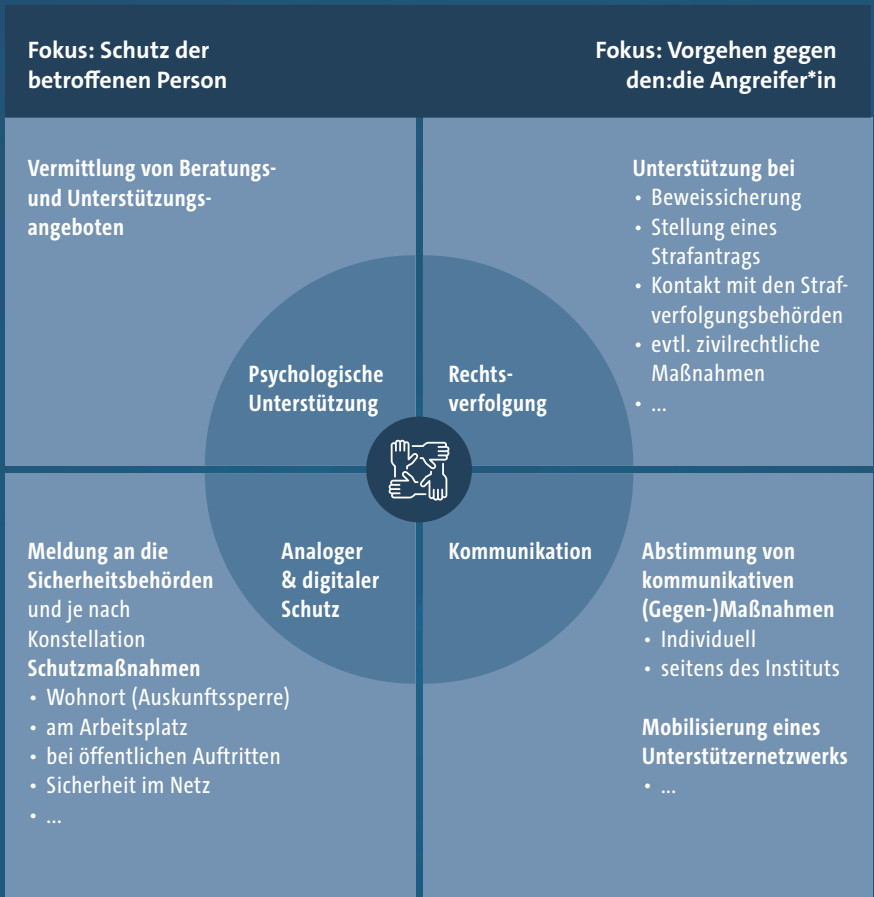 Fokus: Schutz der
betroffenen Person
Fokus: Vorgehen gegen
den:die Angreifer*in
Vermittlung von Beratungs-
und Unterstützungs-
angeboten
Psychologische
Unterstützung
Rechts-
verfolgung
Unterstützung bei
• Beweissicherung
• Stellung eines
Strafantrags
• Kontakt mit den Straf-
verfolgungsbehörden
• evtl. zivilrechtliche
Maßnahmen
• ...
Meldung an die
Sicherheitsbehörden
und je nach
Konstellation
Schutzmaßnahmen
• Wohnort (Auskunftssperre)
• am Arbeitsplatz
• bei öffentlichen Auftritten
• Sicherheit im Netz
• ...
Analoger
& digitaler
Schutz
Kommunikation
Abstimmung von
kommunikativen
(Gegen-)Maßnahmen
• Individuell
• seitens des Instituts
Mobilisierung eines
Unterstützernetzwerks
• ...